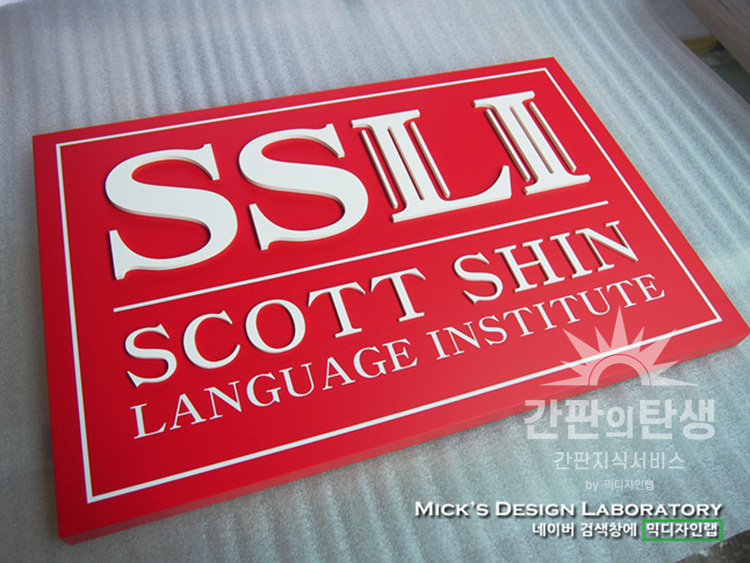 SSLI
SCOTT SHIN
LANGUAGE INSTITUTE
간판의탄생
간판지식서비스
by 믹디자인랩
MICK'S DESIGN LABORATORY
네이버 검색창에 믹디자인랩